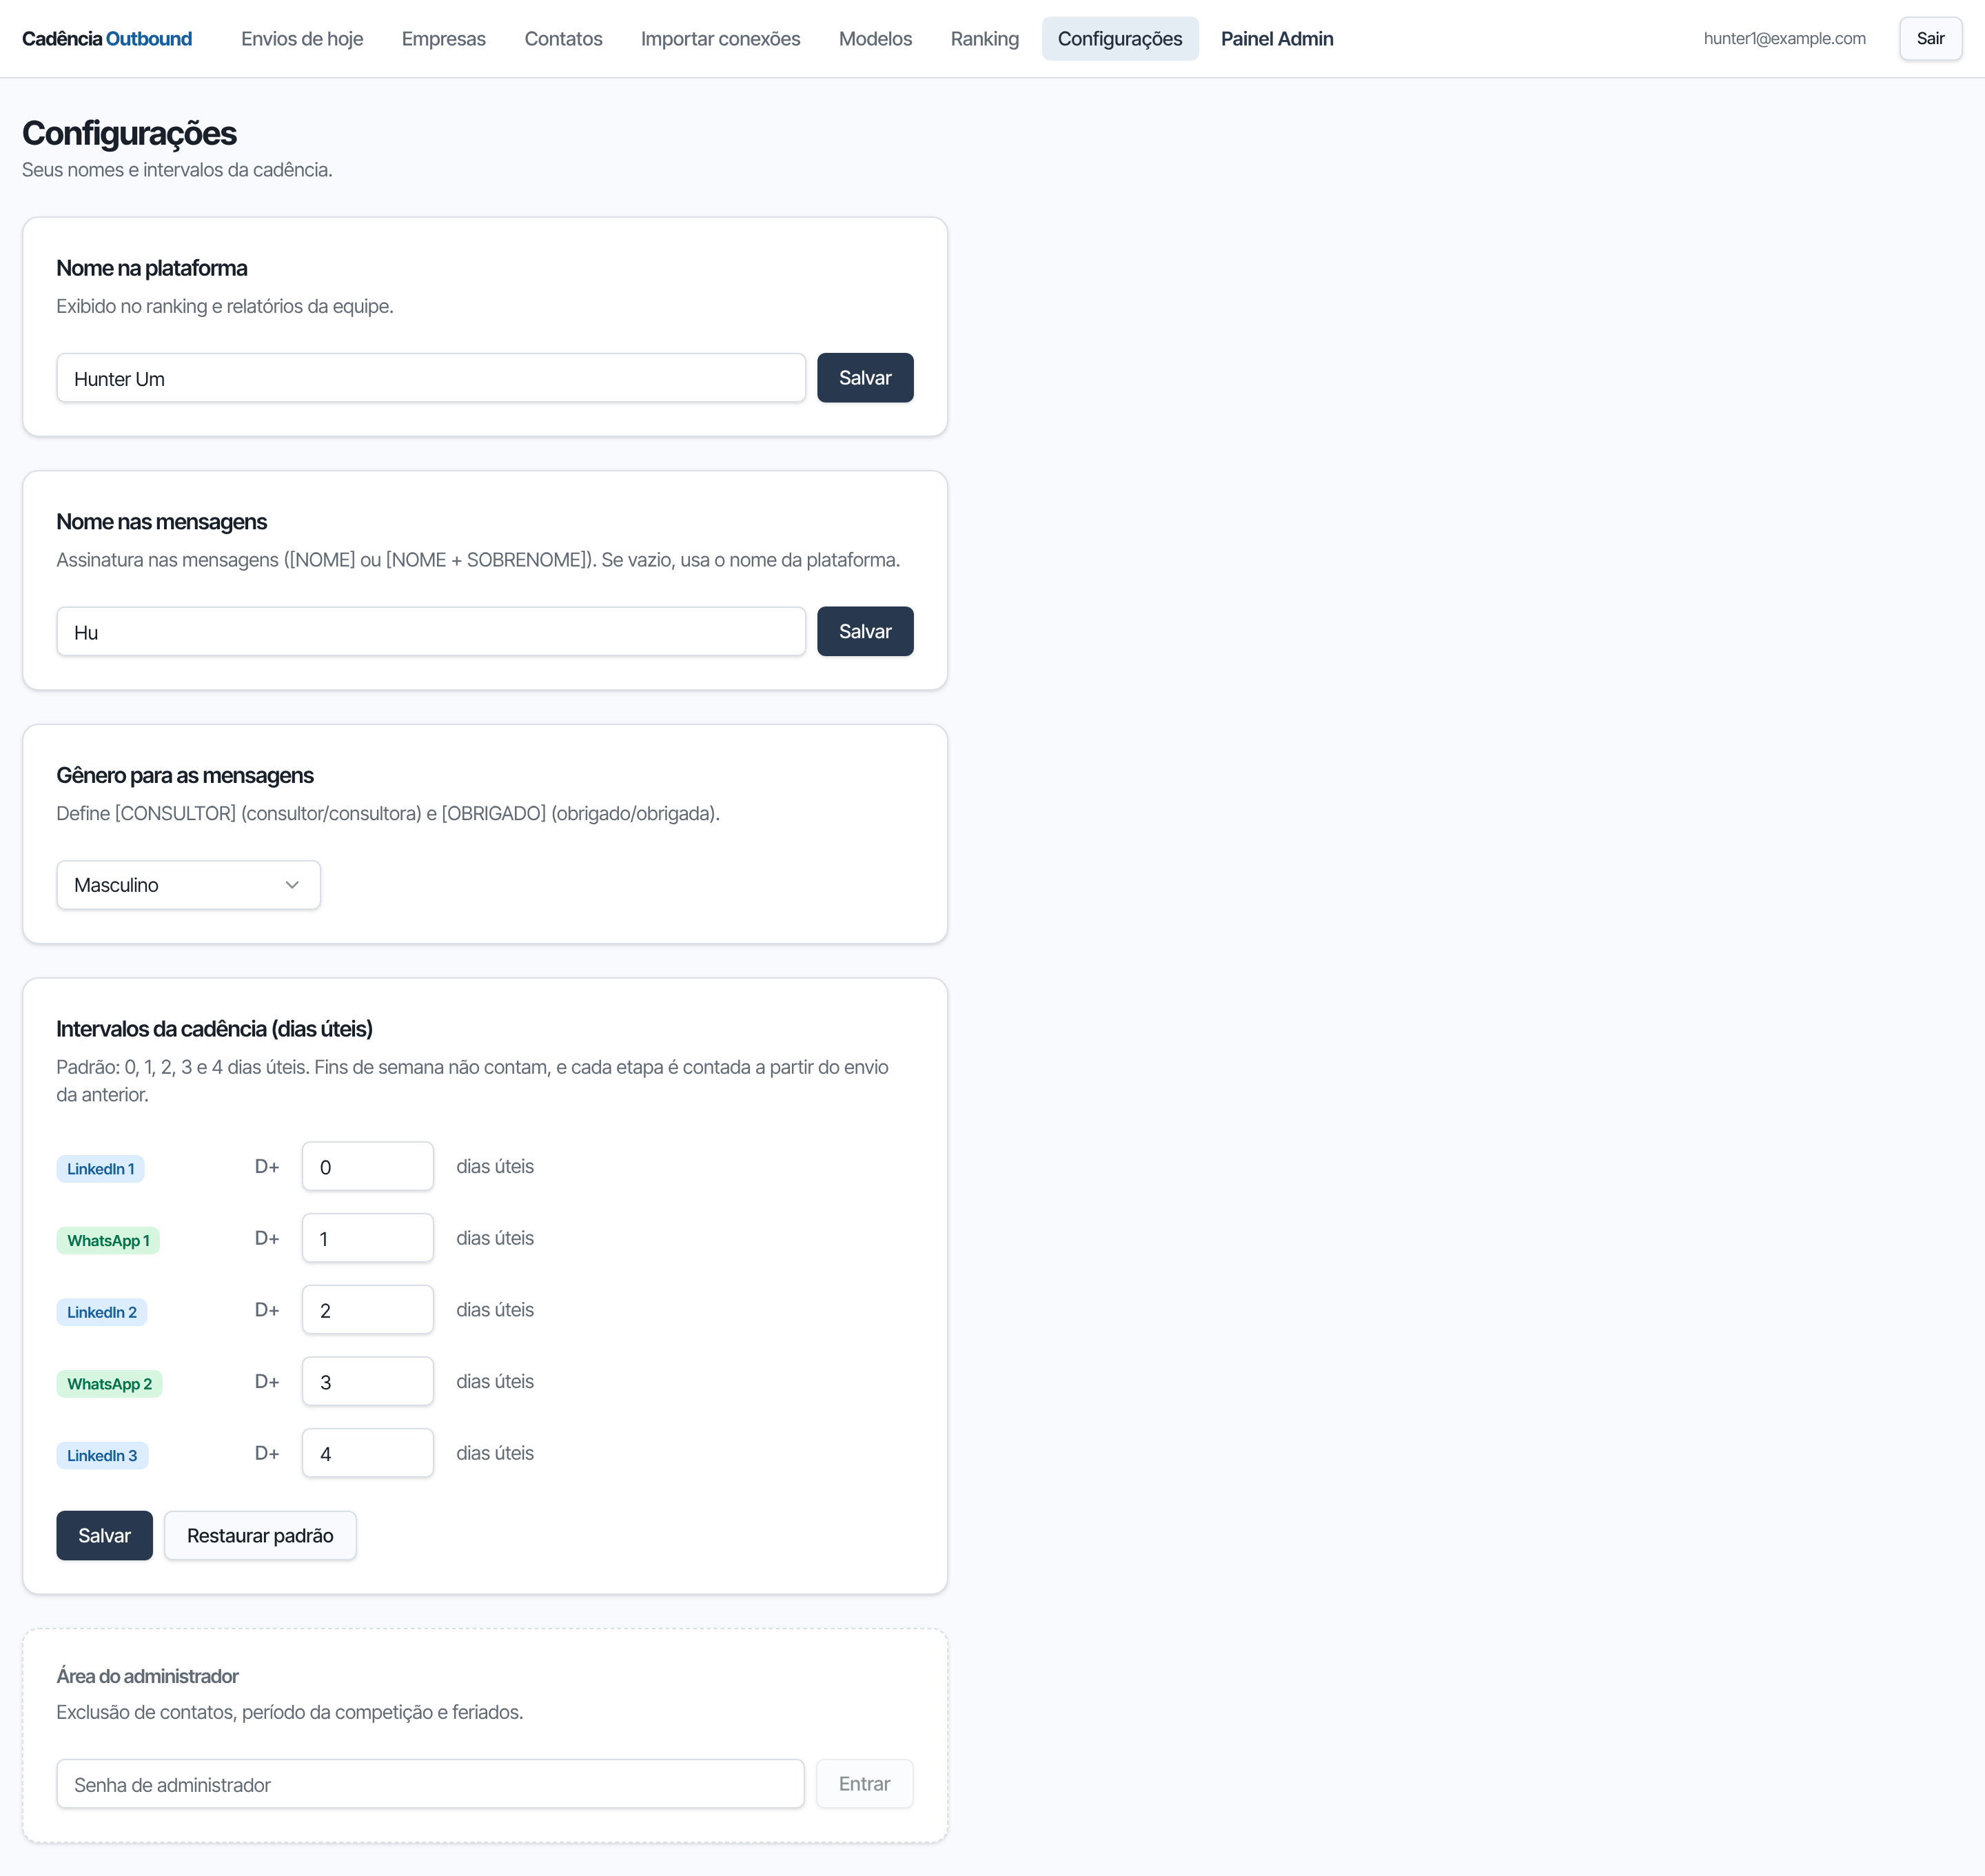 Cadência Outbound Envios de hoje Empresas Contatos Importar conexões Modelos Ranking Configurações Painel Admin hunter1@example.com Sair
Configurações
Seus nomes e intervalos da cadência.
Nome na plataforma
Exibido no ranking e relatórios da equipe.
Hunter Um Salvar
Nome nas mensagens
Assinatura nas mensagens ([NOME] ou [NOME + SOBRENOME]). Se vazio, usa o nome da plataforma.
Hu Salvar
Gênero para as mensagens
Define [CONSULTOR] (consultor/consultora) e [OBRIGADO] (obrigado/obrigada).
Masculino
Intervalos da cadência (dias úteis)
Padrão: 0, 1, 2, 3 e 4 dias úteis. Fins de semana não contam, e cada etapa é contada a partir do envio
da anterior.
LinkedIn 1 D+ 0 dias úteis
WhatsApp 1 D+ 1 dias úteis
LinkedIn 2 D+ 2 dias úteis
WhatsApp 2 D+ 3 dias úteis
LinkedIn 3 D+ 4 dias úteis
Salvar Restaurar padrão
Área do administrador
Exclusão de contatos, período da competição e feriados.
Senha de administrador Entrar